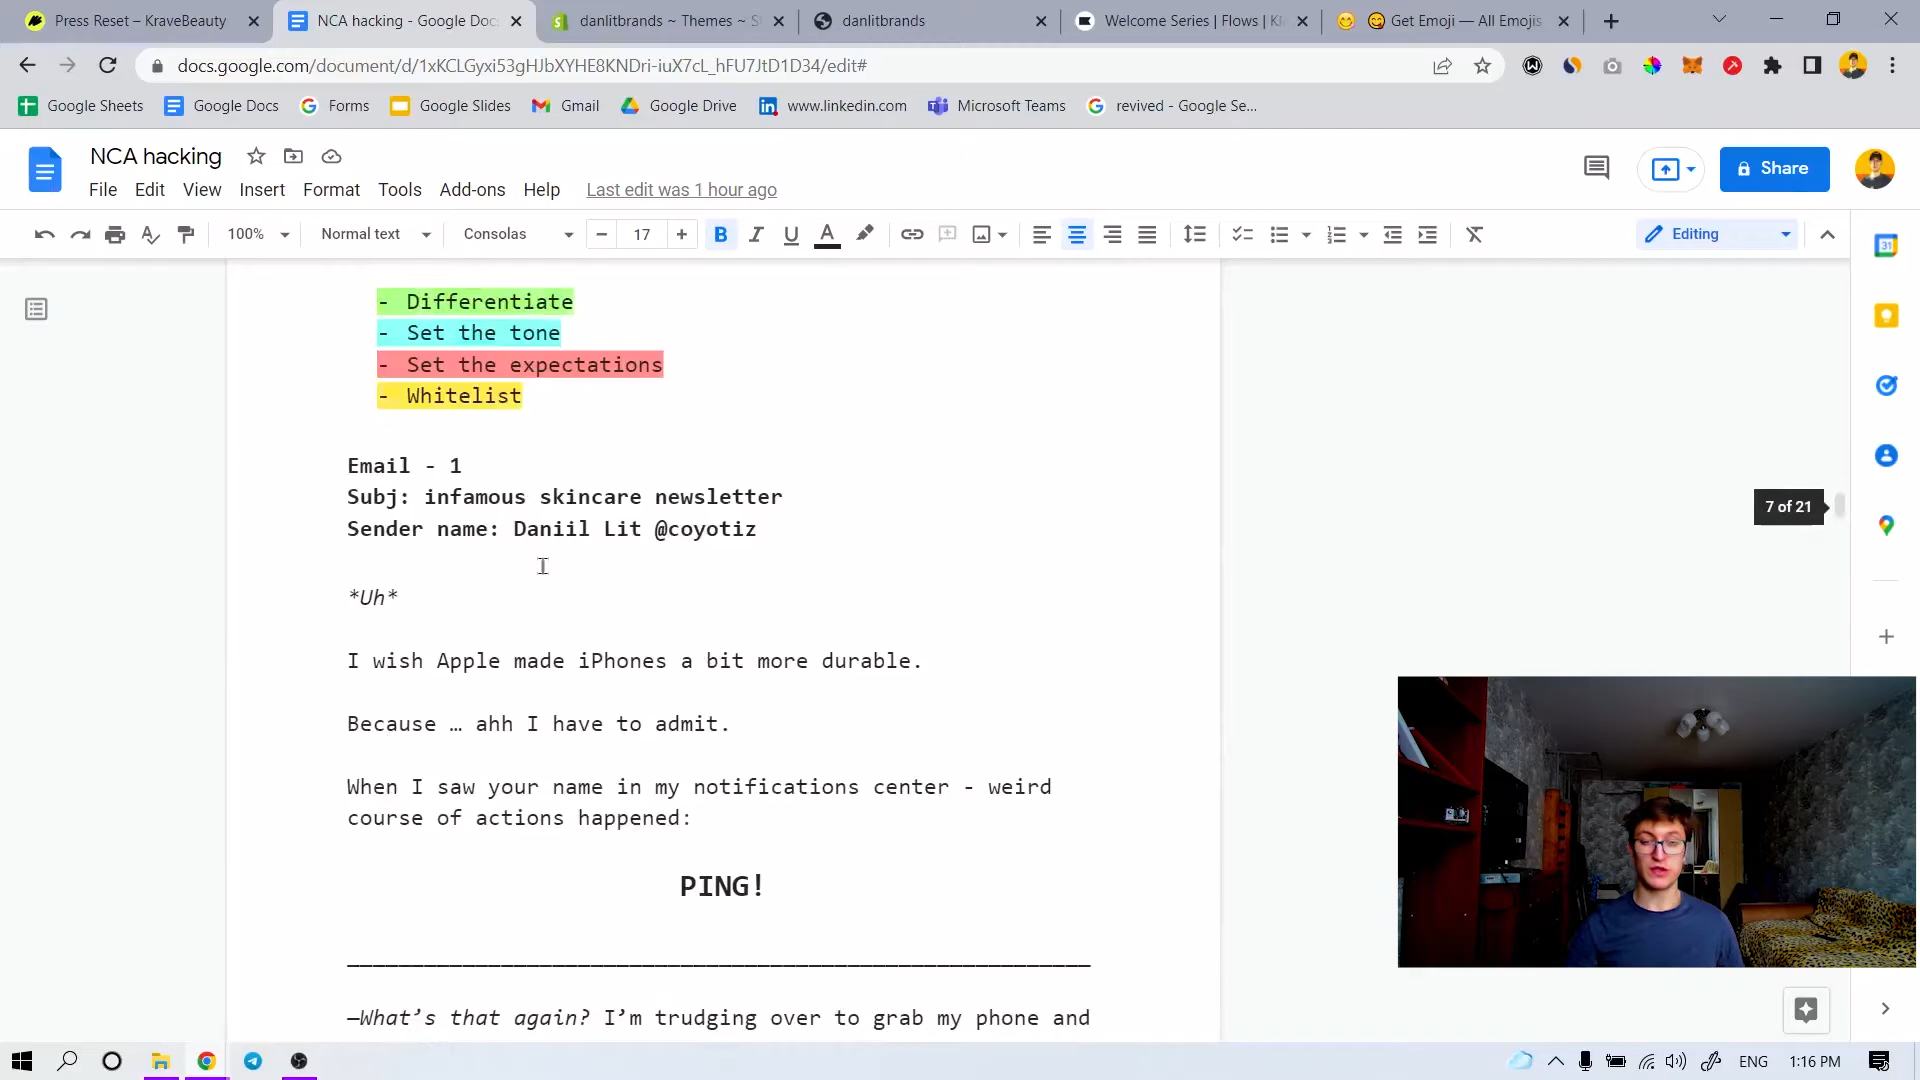 Press Reset – KraveBeauty
NCA hacking - Google Doc
danlitbrands ~ Themes ~ S
danlitbrands
Welcome Series | Flows | Kl
Get Emoji — All Emojis
docs.google.com/document/d/1xKCLGyxi53gHJbXYHE8KNDri-iuX7cL_hFU7JtD1D34/edit#
Google Sheets
Google Docs
Forms
Google Slides
Gmail
Google Drive
www.linkedin.com
Microsoft Teams
revived - Google Se...
NCA hacking
Share
File Edit View Insert Format Tools Add-ons Help Last edit was 1 hour ago
100% Normal text Consolas 17 Editing
- Differentiate
- Set the tone
- Set the expectations
- Whitelist
Email - 1
Subj: infamous skincare newsletter
Sender name: Daniil Lit @coyotiz
7 of 21
*Uh*
I wish Apple made iPhones a bit more durable.
Because … ahh I have to admit.
When I saw your name in my notifications center - weird
course of actions happened:
PING!
—What's that again? I'm trudging over to grab my phone and
ENG 1:16 PM